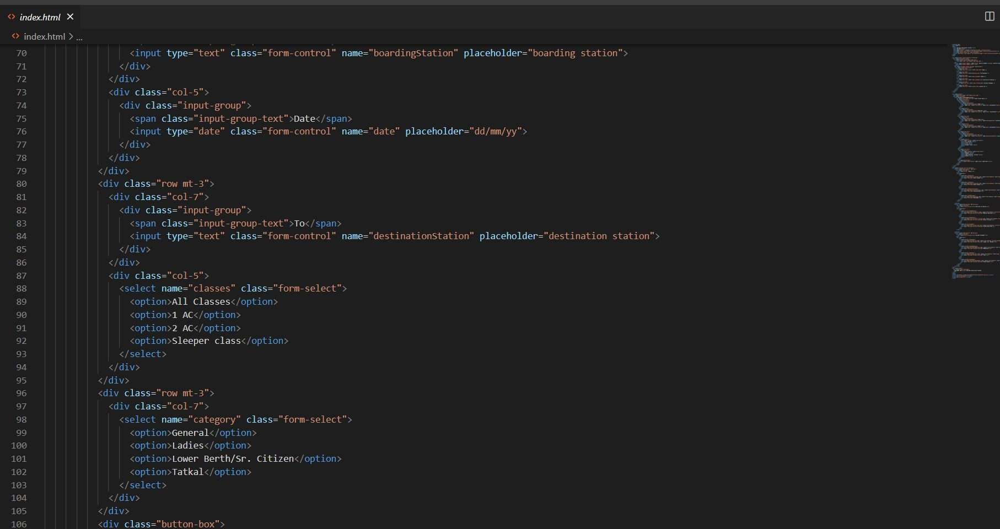 index.html
index.html > ...
70 <input type="text" class="form-control" name="boardingStation" placeholder="boarding station">
71 </div>
72 </div>
73 <div class="col-5">
74 <div class="input-group">
75 <span class="input-group-text">Date</span>
76 <input type="date" class="form-control" name="date" placeholder="dd/mm/yy">
77 </div>
78 </div>
79 </div>
80 <div class="row mt-3">
81 <div class="col-7">
82 <div class="input-group">
83 <span class="input-group-text">To</span>
84 <input type="text" class="form-control" name="destinationStation" placeholder="destination station">
85 </div>
86 </div>
87 <div class="col-5">
88 <select name="classes" class="form-select">
89 <option>All Classes</option>
90 <option>1 AC</option>
91 <option>2 AC</option>
92 <option>Sleeper class</option>
93 </select>
94 </div>
95 </div>
96 <div class="row mt-3">
97 <div class="col-7">
98 <select name="category" class="form-select">
99 <option>General</option>
100 <option>Ladies</option>
101 <option>Lower Berth/Sr. Citizen</option>
102 <option>Tatkal</option>
103 </select>
104 </div>
105 </div>
106 <div class="button-box">